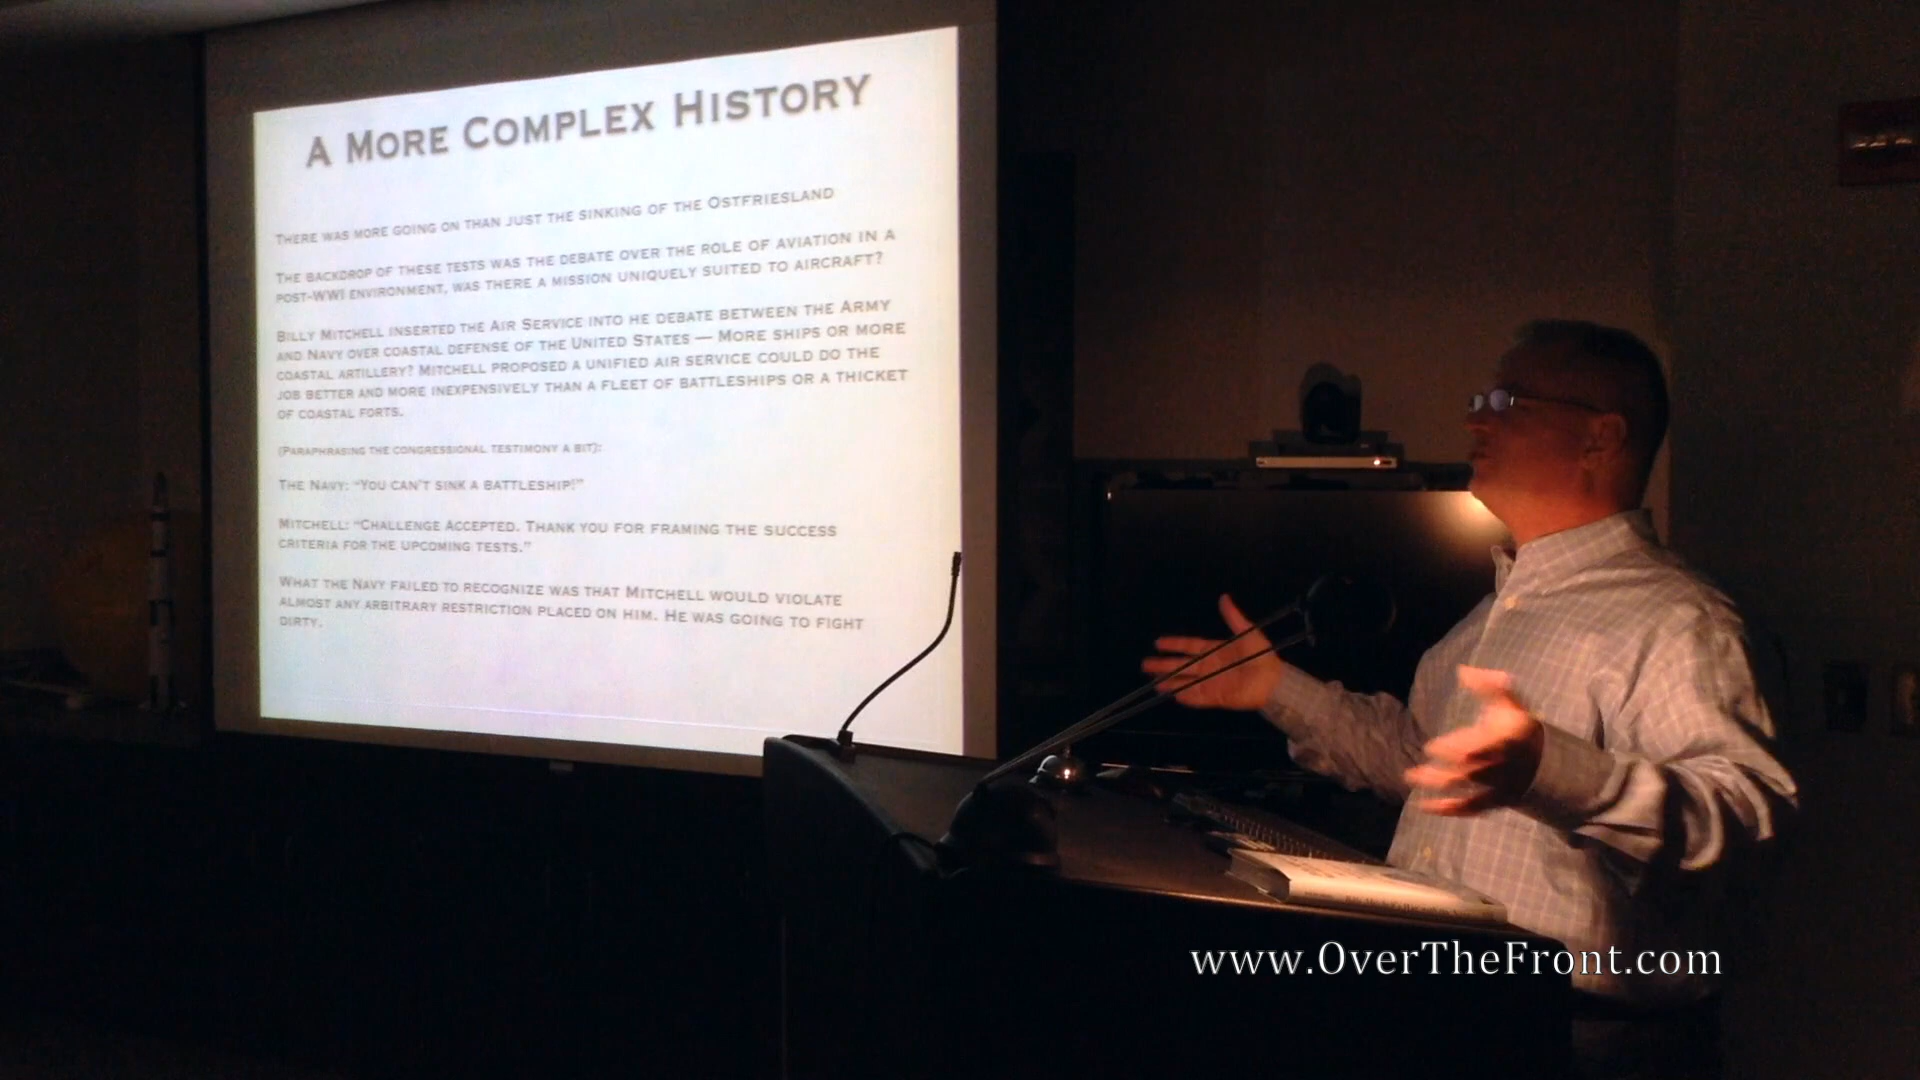 A More Complex History
There was more going on than just the sinking of the Ostfriesland
The backdrop of these tests was the debate over the role of aviation in a
post-WWI environment, was there a mission uniquely suited to aircraft?
Billy Mitchell inserted the Air Service into he debate between the Army
and Navy over coastal defense of the United States — More ships or more
coastal artillery? Mitchell proposed a unified air service could do the
job better and more inexpensively than a fleet of battleships or a thicket
of coastal forts.
(Paraphrasing the congressional testimony a bit):
The Navy: “You can’t sink a battleship!”
Mitchell: “Challenge Accepted. Thank you for framing the success
criteria for the upcoming tests.”
What the Navy failed to recognize was that Mitchell would violate
almost any arbitrary restriction placed on him. He was going to fight
dirty.
www.OverTheFront.com